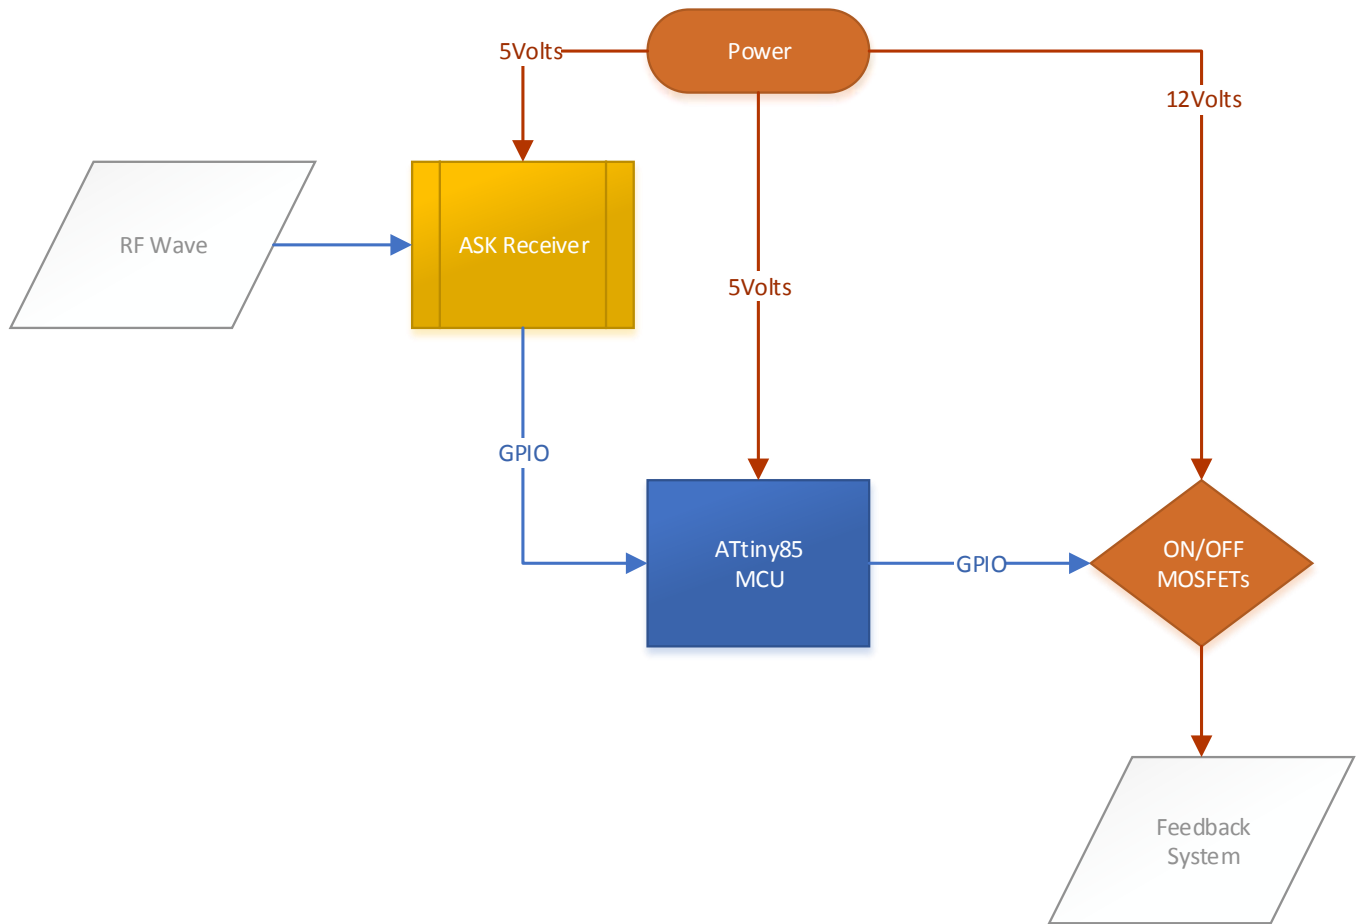 Power
5Volts
12Volts
RF Wave
ASK Receiver
5Volts
GPIO
ATtiny85
MCU
GPIO
ON/OFF
MOSFETs
Feedback
System